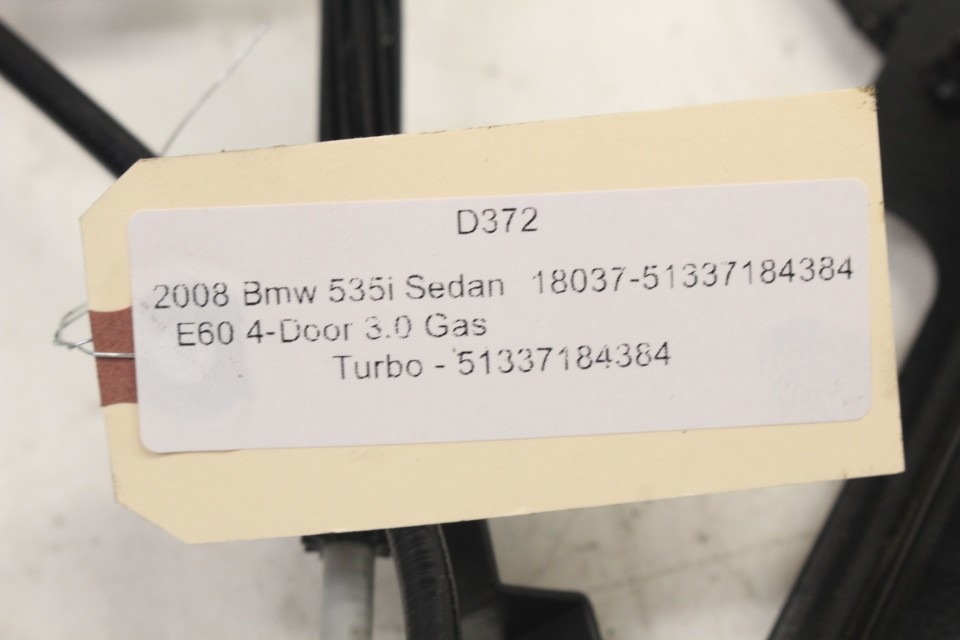 D372
2008 Bmw 535i Sedan 18037-51337184384
E60 4-Door 3.0 Gas
Turbo - 51337184384